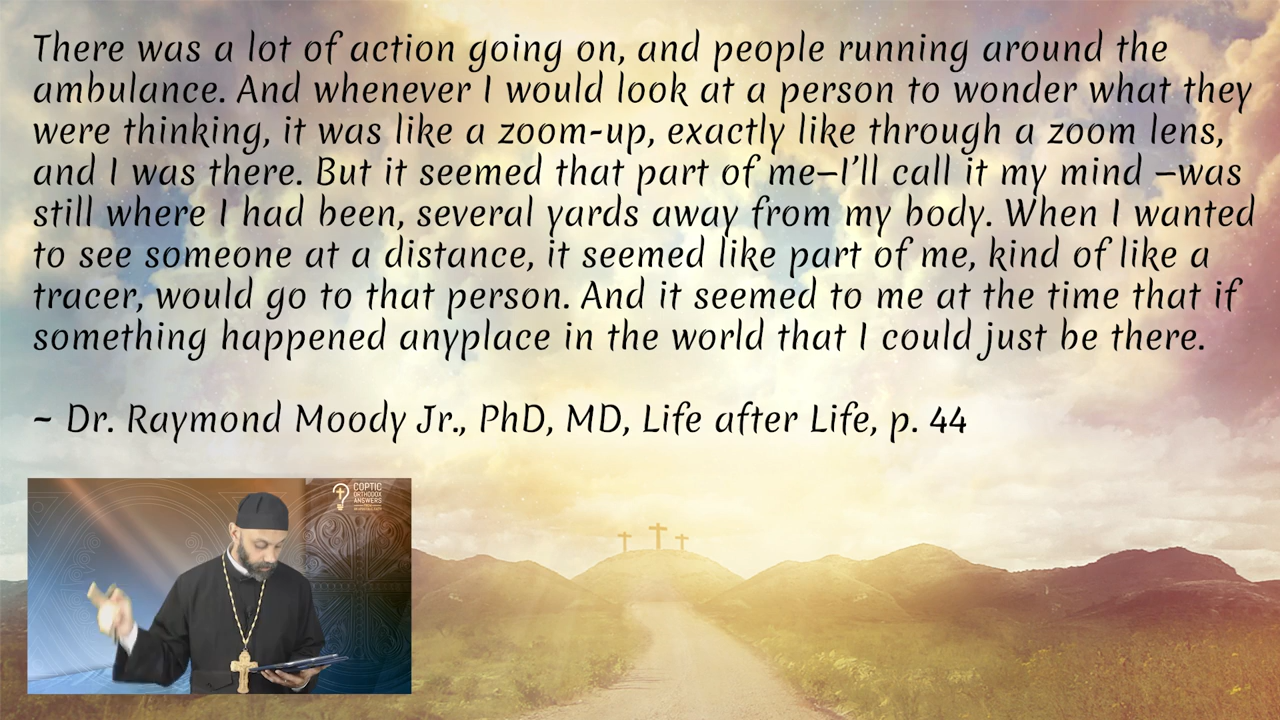 There was a lot of action going on, and people running around the
ambulance. And whenever I would look at a person to wonder what they
were thinking, it was like a zoom-up, exactly like through a zoom lens,
and I was there. But it seemed that part of me–I’ll call it my mind –was
still where I had been, several yards away from my body. When I wanted
to see someone at a distance, it seemed like part of me, kind of like a
tracer, would go to that person. And it seemed to me at the time that if
something happened anyplace in the world that I could just be there.
~ Dr. Raymond Moody Jr., PhD, MD, Life after Life, p. 44
COPTIC
ORTHODOX
ANSWERS